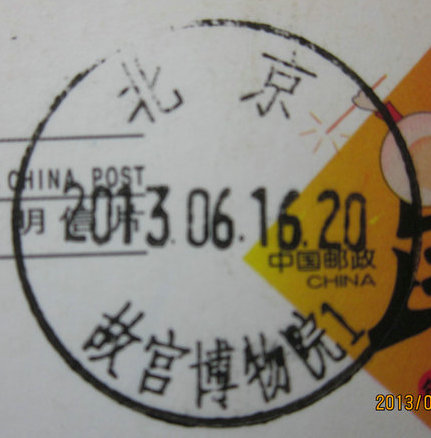 北京
CHINA POST
2013.06.16.20
明信片
中国邮政
CHINA
故宫博物院1
2013/0